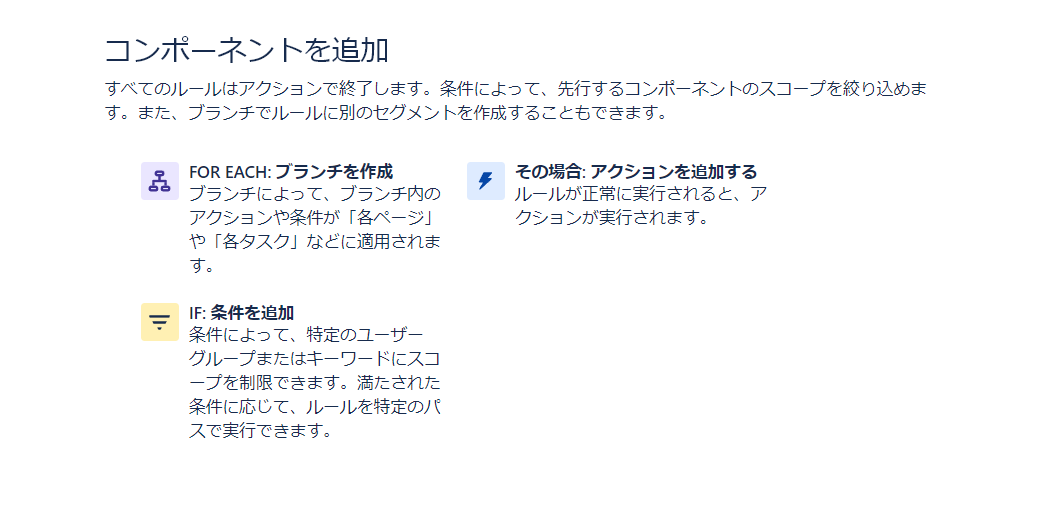 コンポーネントを追加
すべてのルールはアクションで終了します。条件によって、先行するコンポーネントのスコープを絞り込めま
す。また、ブランチでルールに別のセグメントを作成することもできます。
FOR EACH: ブランチを作成
ブランチによって、ブランチ内の
アクションや条件が「各ページ」
や「各タスク」などに適用されま
す。
その場合: アクションを追加する
ルールが正常に実行されると、ア
クションが実行されます。
IF: 条件を追加
条件によって、特定のユーザー
グループまたはキーワードにスコ
ープを制限できます。満たされた
条件に応じて、ルールを特定のパ
スで実行できます。